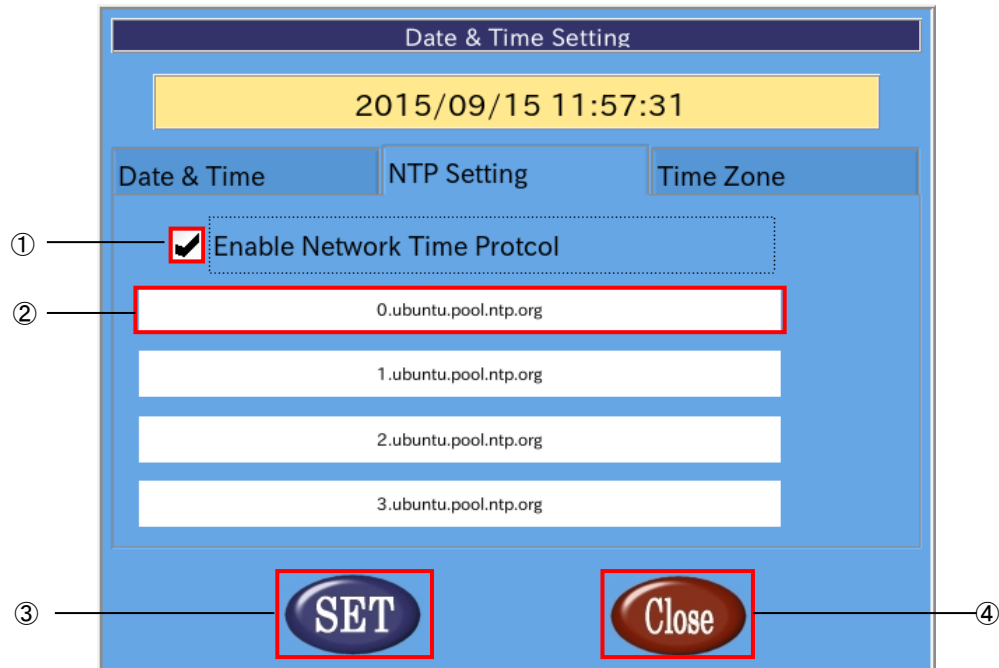 Date & Time Setting
2015/09/15 11:57:31
Date & Time NTP Setting Time Zone
① Enable Network Time Protcol
② 0.ubuntu.pool.ntp.org
1.ubuntu.pool.ntp.org
2.ubuntu.pool.ntp.org
3.ubuntu.pool.ntp.org
③ SET Close ④